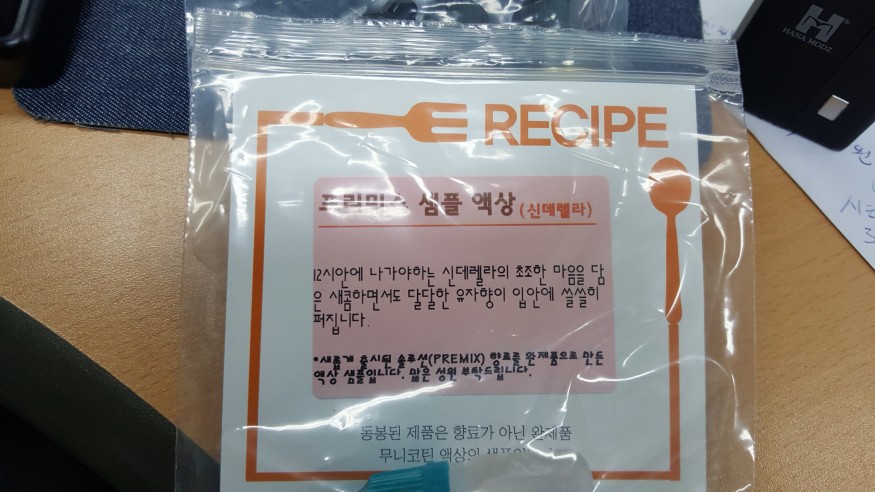 HANA MODZ
RECIPE
프리믹스 샘플 액상 (신데렐라)
12시안에 나가야하는 신데렐라의 초조한 마음을 담
은 새콤하면서도 달달한 유자향이 입안에 쓸쓸히
퍼집니다.
*새롭게 출시된 솔루션(PREMIX) 향료를 완제품으로 만든
액상 샘플입니다. 많은 성원 부탁드립니다.
동봉된 제품은 향료가 아닌 완제품
무니코틴 액상의